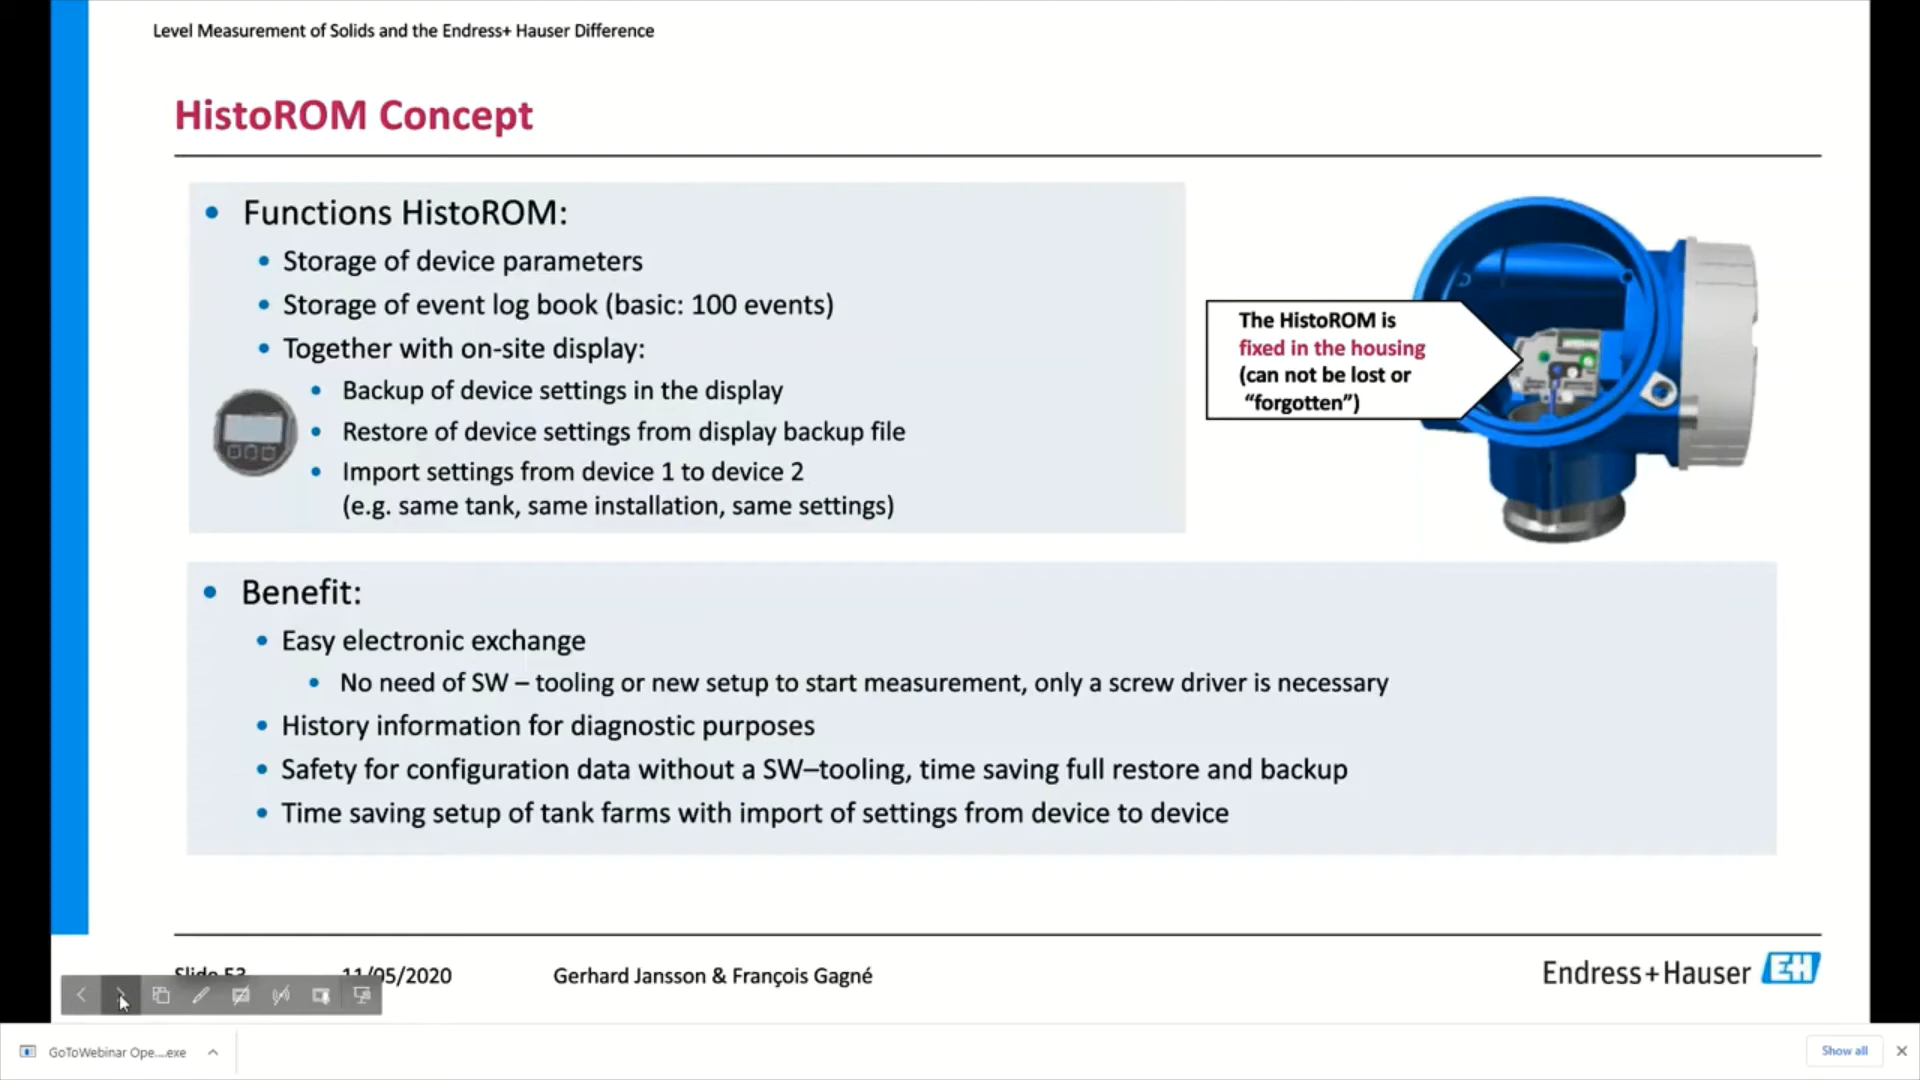 Level Measurement of Solids and the Endress+ Hauser Difference
HistoROM Concept
• Functions HistoROM:
• Storage of device parameters
• Storage of event log book (basic: 100 events)
• Together with on-site display:
• Backup of device settings in the display
• Restore of device settings from display backup file
• Import settings from device 1 to device 2
(e.g. same tank, same installation, same settings)
The HistoROM is
fixed in the housing
(can not be lost or
“forgotten”)
• Benefit:
• Easy electronic exchange
• No need of SW – tooling or new setup to start measurement, only a screw driver is necessary
• History information for diagnostic purposes
• Safety for configuration data without a SW–tooling, time saving full restore and backup
• Time saving setup of tank farms with import of settings from device to device
Slide 53 11/05/2020 Gerhard Jansson & François Gagné
Endress+Hauser EH
GoToWebinar Ope....exe
Show all